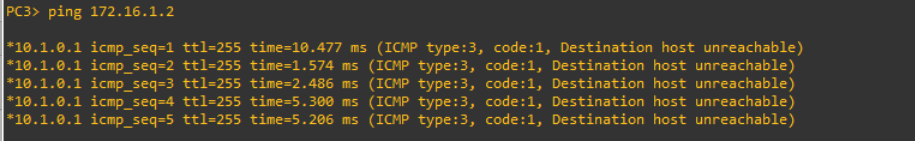 PC3> ping 172.16.1.2
*10.1.0.1 icmp_seq=1 ttl=255 time=10.477 ms (ICMP type:3, code:1, Destination host unreachable)
*10.1.0.1 icmp_seq=2 ttl=255 time=1.574 ms (ICMP type:3, code:1, Destination host unreachable)
*10.1.0.1 icmp_seq=3 ttl=255 time=2.486 ms (ICMP type:3, code:1, Destination host unreachable)
*10.1.0.1 icmp_seq=4 ttl=255 time=5.300 ms (ICMP type:3, code:1, Destination host unreachable)
*10.1.0.1 icmp_seq=5 ttl=255 time=5.206 ms (ICMP type:3, code:1, Destination host unreachable)